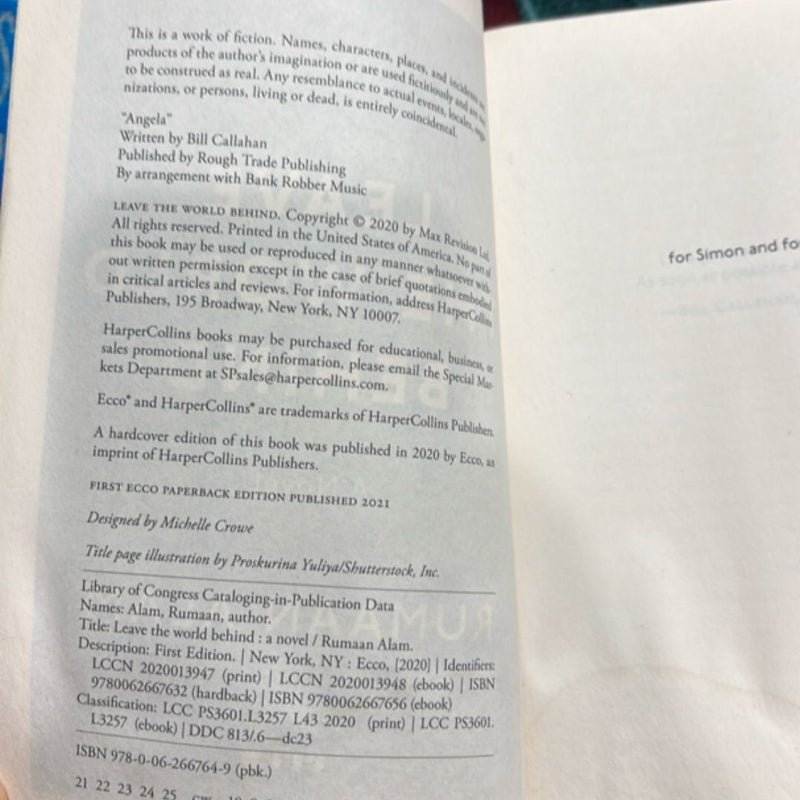 This is a work of fiction. Names, characters, places, and incidents
products of the author's imagination or are used fictitiously and are not
to be construed as real. Any resemblance to actual events, locales, orga-
nizations, or persons, living or dead, is entirely coincidental.
"Angela"
Written by Bill Callahan
Published by Rough Trade Publishing
By arrangement with Bank Robber Music
LEAVE THE WORLD BEHIND. Copyright © 2020 by Max Revision Ltd.
All rights reserved. Printed in the United States of America. No part of
this book may be used or reproduced in any manner whatsoever with-
out written permission except in the case of brief quotations embodied
in critical articles and reviews. For information, address HarperCollins
Publishers, 195 Broadway, New York, NY 10007.
HarperCollins books may be purchased for educational, business, or
sales promotional use. For information, please email the Special Mar-
kets Department at SPsales@harpercollins.com.
Ecco® and HarperCollins® are trademarks of HarperCollins Publishers.
A hardcover edition of this book was published in 2020 by Ecco, an
imprint of HarperCollins Publishers.
FIRST ECCO PAPERBACK EDITION PUBLISHED 2021
Designed by Michelle Crowe
Title page illustration by Proskurina Yuliya/Shutterstock, Inc.
Library of Congress Cataloging-in-Publication Data
Names: Alam, Rumaan, author.
Title: Leave the world behind : a novel / Rumaan Alam.
Description: First Edition. | New York, NY : Ecco, [2020] | Identifiers:
LCCN 2020013947 (print) | LCCN 2020013948 (ebook) | ISBN
9780062667632 (hardback) | ISBN 9780062667656 (ebook)
Classification: LCC PS3601.L3257 L43 2020 (print) | LCC PS3601.
L3257 (ebook) | DDC 813/.6—dc23
ISBN 978-0-06-266764-9 (pbk.)
21 22 23 24 25
for Simon and fo